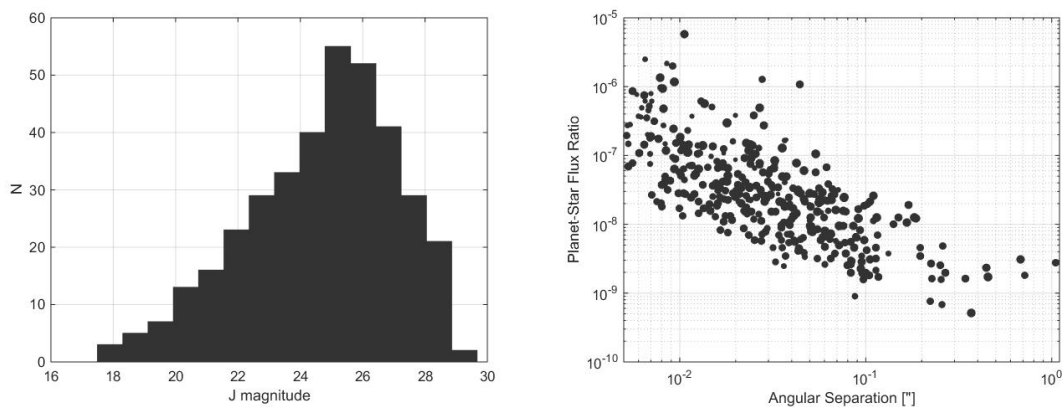 60
50
40
30
20
10
0
N
16 18 20 22 24 26 28 30
J magnitude
10-5
10-6
10-7
10-8
10-9
10-10
Planet-Star Flux Ratio
10-2 10-1 100
Angular Separation ["]